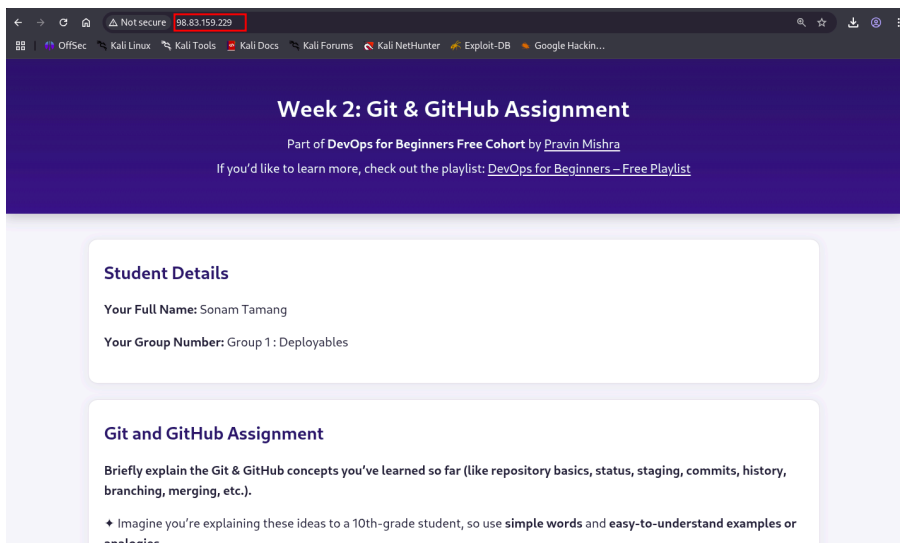 Not secure 98.83.159.229
OffSec Kali Linux Kali Tools Kali Docs Kali Forums Kali NetHunter Exploit-DB Google Hackin...
Week 2: Git & GitHub Assignment
Part of DevOps for Beginners Free Cohort by Pravin Mishra
If you'd like to learn more, check out the playlist: DevOps for Beginners – Free Playlist
Student Details
Your Full Name: Sonam Tamang
Your Group Number: Group 1 : Deployables
Git and GitHub Assignment
Briefly explain the Git & GitHub concepts you've learned so far (like repository basics, status, staging, commits, history,
branching, merging, etc.).
✦ Imagine you're explaining these ideas to a 10th-grade student, so use simple words and easy-to-understand examples or